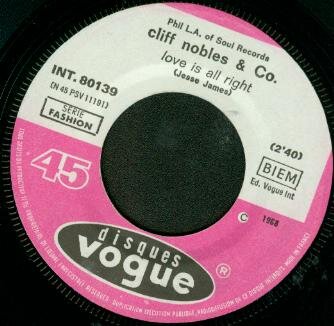 Phil L.A. of Soul Records
cliff nobles & Co.
love is all right
(Jesse James)
INT. 80139
(N 45 PSV 11191)
SERIE
FASHION
(2'40)
BIEM
Ed. Vogue Int
45
© 1968
disques
vogue
®